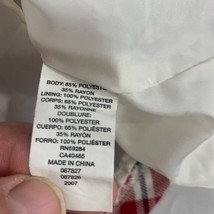 BODY: 65% POLYESTER
35% RAYON
LINING: 100% POLYESTER
CORPS: 65% POLYESTER
35% RAYONNE
DOUBLURE:
100% POLYESTER
CUERPO: 65% POLIÉSTER
35% RAYON
FORRO: 100% POLIÉSTER
RN59284
CA40465
MADE IN CHINA
067827
067826
2007